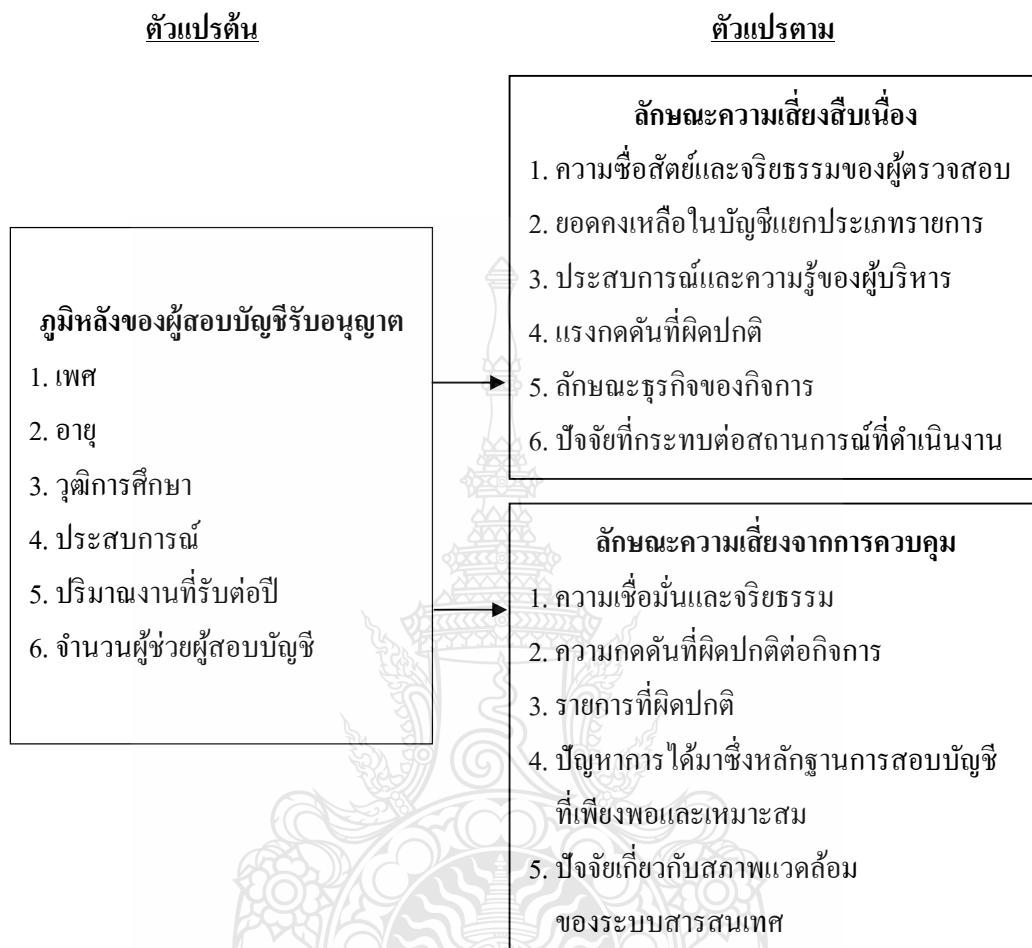 ตัวแปรต้น
ตัวแปรตาม
ภูมิหลังของผู้สอบบัญชีรับอนุญาต
1. เพศ
2. อายุ
3. วุฒิการศึกษา
4. ประสบการณ์
5. ปริมาณงานที่รับต่อปี
6. จำนวนผู้ช่วยผู้สอบบัญชี
ลักษณะความเสี่ยงสืบเนื่อง
1. ความซื่อสัตย์และจริยธรรมของผู้ตรวจสอบ
2. ยอดคงเหลือในบัญชีแยกประเภทรายการ
3. ประสบการณ์และความรู้ของผู้บริหาร
4. แรงกดดันที่ผิดปกติ
5. ลักษณะธุรกิจของกิจการ
6. ปัจจัยที่กระทบต่อสถานการณ์ที่ดำเนินงาน
ลักษณะความเสี่ยงจากการควบคุม
1. ความเชื่อมั่นและจริยธรรม
2. ความกดดันที่ผิดปกติต่อกิจการ
3. รายการที่ผิดปกติ
4. ปัญหาการได้มาซึ่งหลักฐานการสอบบัญชี
ที่เพียงพอและเหมาะสม
5. ปัจจัยเกี่ยวกับสภาพแวดล้อม
ของระบบสารสนเทศ